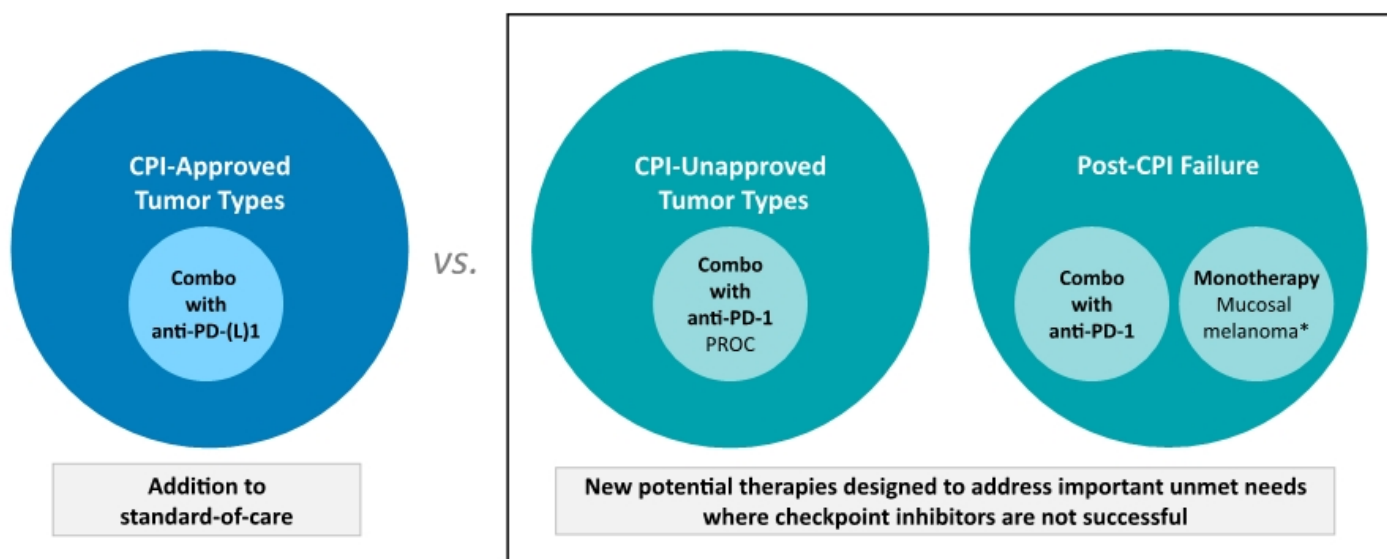 CPI-Approved
Tumor Types
Combo
with
anti-PD-(L)1
Addition to
standard-of-care
vs.
CPI-Unapproved
Tumor Types
Combo
with
anti-PD-1
PROC
Post-CPI Failure
Combo
with
anti-PD-1
Monotherapy
Mucosal
melanoma*
New potential therapies designed to address important unmet needs
where checkpoint inhibitors are not successful